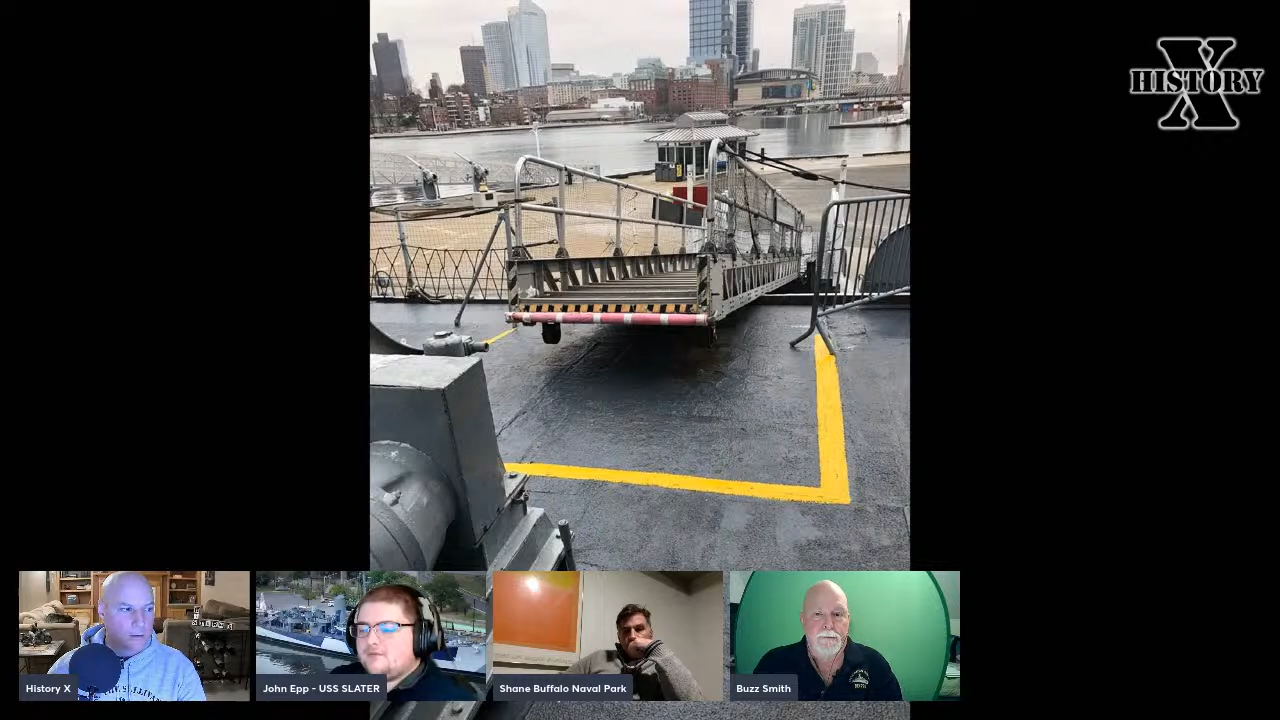 HISTORY
X
History X
John Epp - USS SLATER
Shane Buffalo Naval Park
Buzz Smith